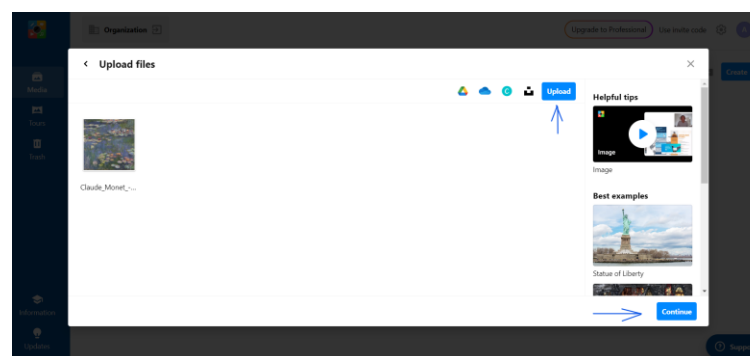 Organization
Upgrade to Professional
Use invite code
Upload files
Media
Tours
Trash
Information
Updates
Create
Upload
Claude_Monet_-...
Helpful tips
Image
Image
Best examples
Statue of Liberty
Continue